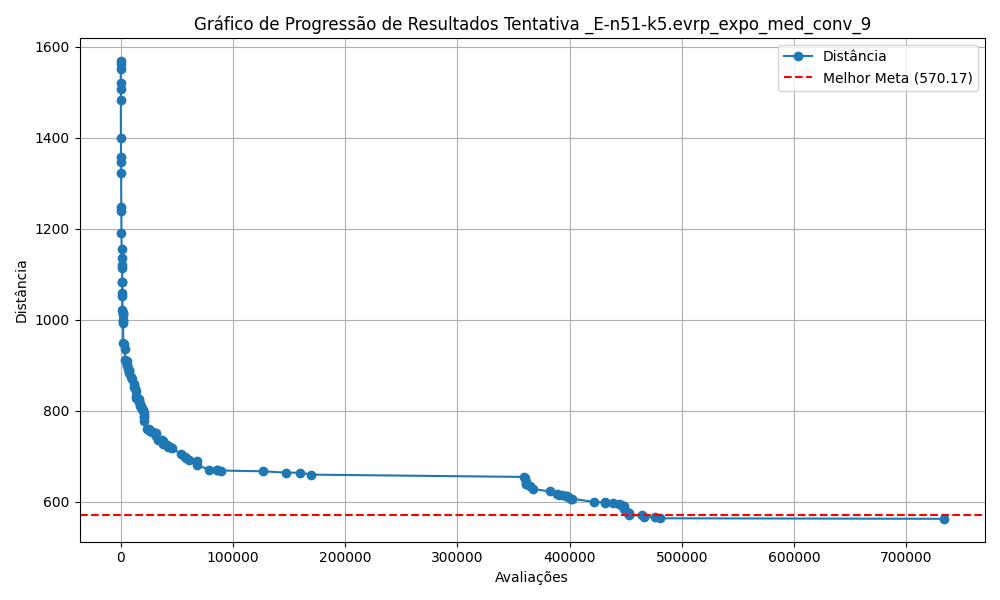 Gráfico de Progressão de Resultados Tentativa _E-n51-k5.evrp_expo_med_conv_9
Distância
Melhor Meta (570.17)
1600
1400
1200
1000
800
600
Distância
0
100000
200000
300000
400000
500000
600000
700000
Avaliações